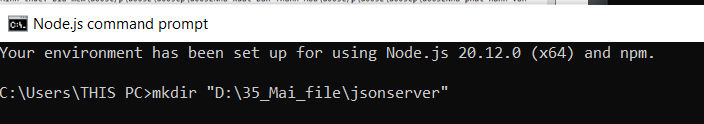 Node.js command prompt
Your environment has been set up for using Node.js 20.12.0 (x64) and npm.
C:\Users\THIS PC>mkdir "D:\35_Mai_file\jsonserver"